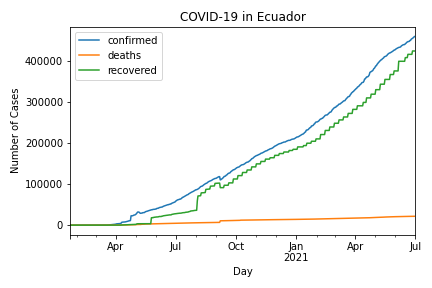 COVID-19 in Ecuador
confirmed
deaths
recovered
Number of Cases
400000
300000
200000
100000
0
Apr Jul Oct Jan Apr Jul
2021
Day